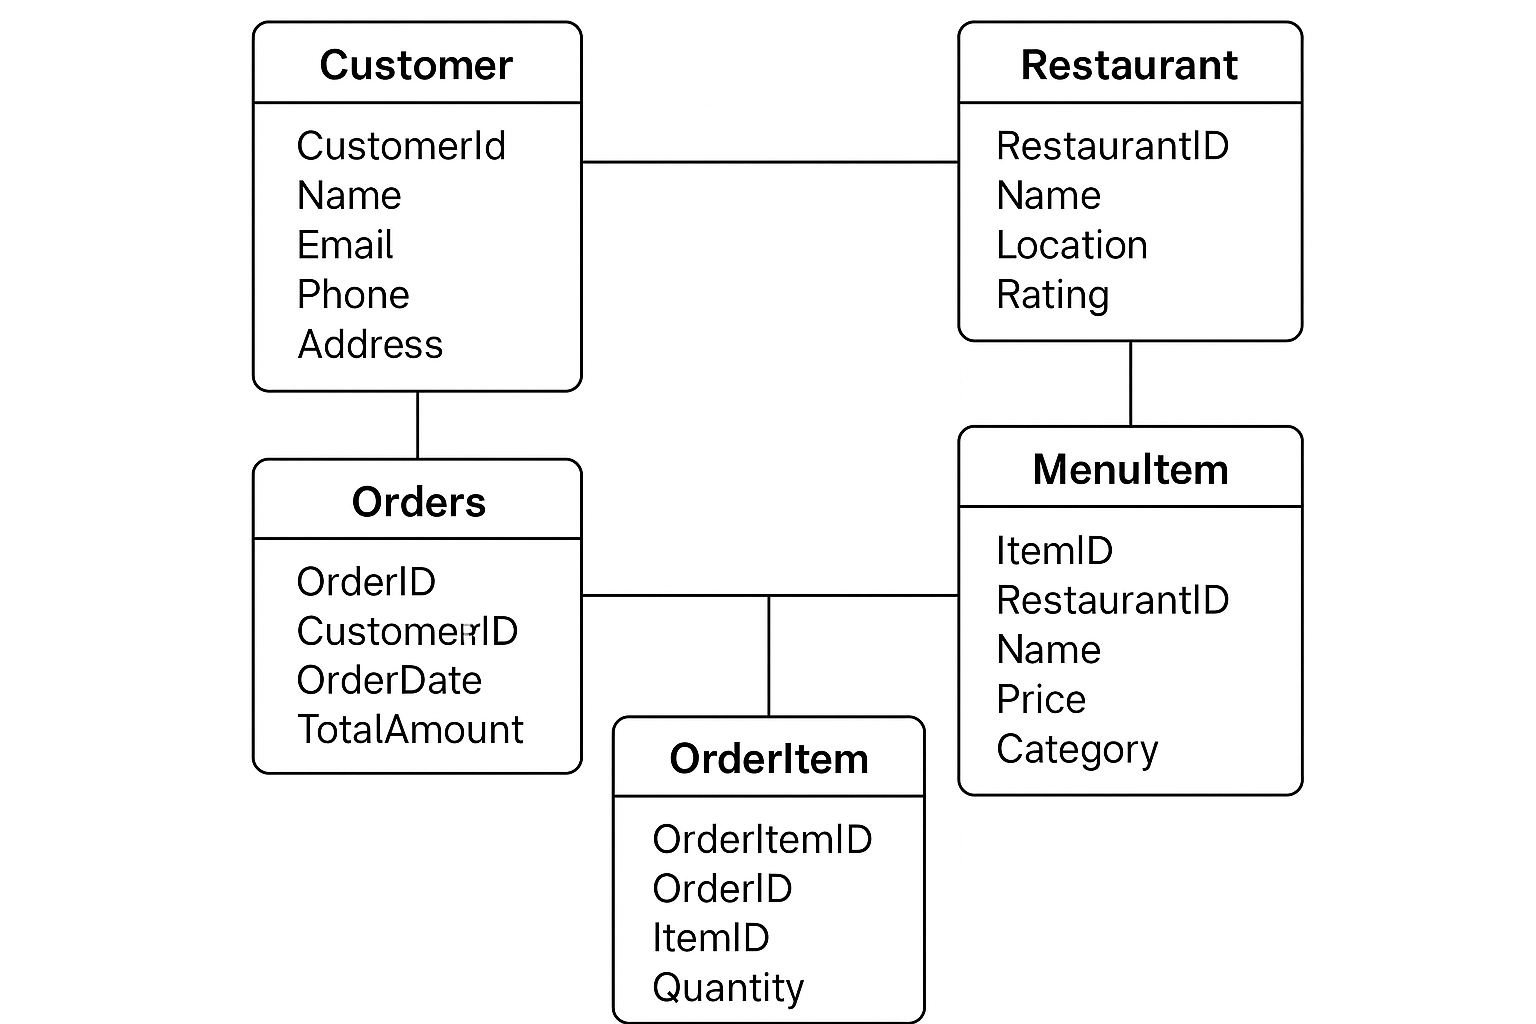 Customer
CustomerId
Name
Email
Phone
Address
Restaurant
RestaurantID
Name
Location
Rating
Orders
OrderID
CustomerID
OrderDate
TotalAmount
MenuItem
ItemID
RestaurantID
Name
Price
Category
OrderItem
OrderItemID
OrderID
ItemID
Quantity